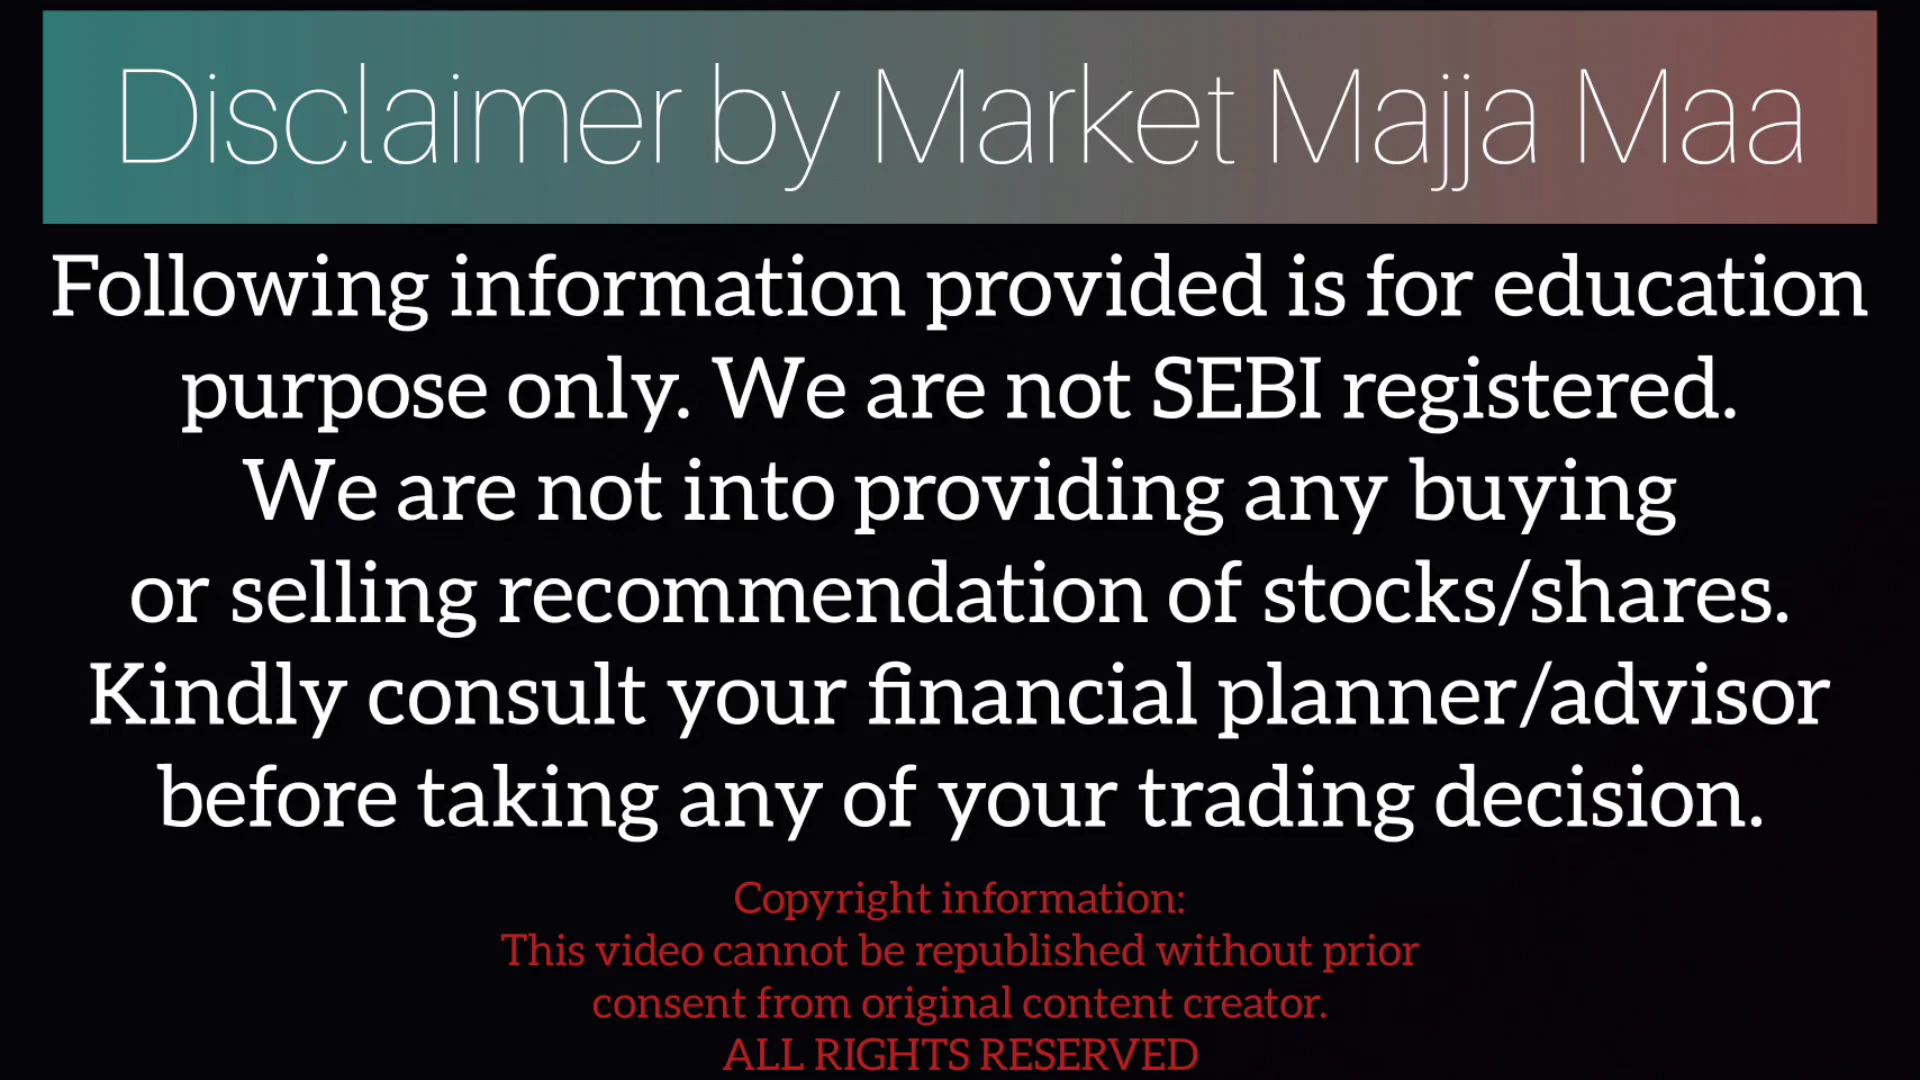 Disclaimer by Market Majja Maa
Following information provided is for education
purpose only. We are not SEBI registered.
We are not into providing any buying
or selling recommendation of stocks/shares.
Kindly consult your financial planner/advisor
before taking any of your trading decision.
Copyright information:
This video cannot be republished without prior
consent from original content creator.
ALL RIGHTS RESERVED